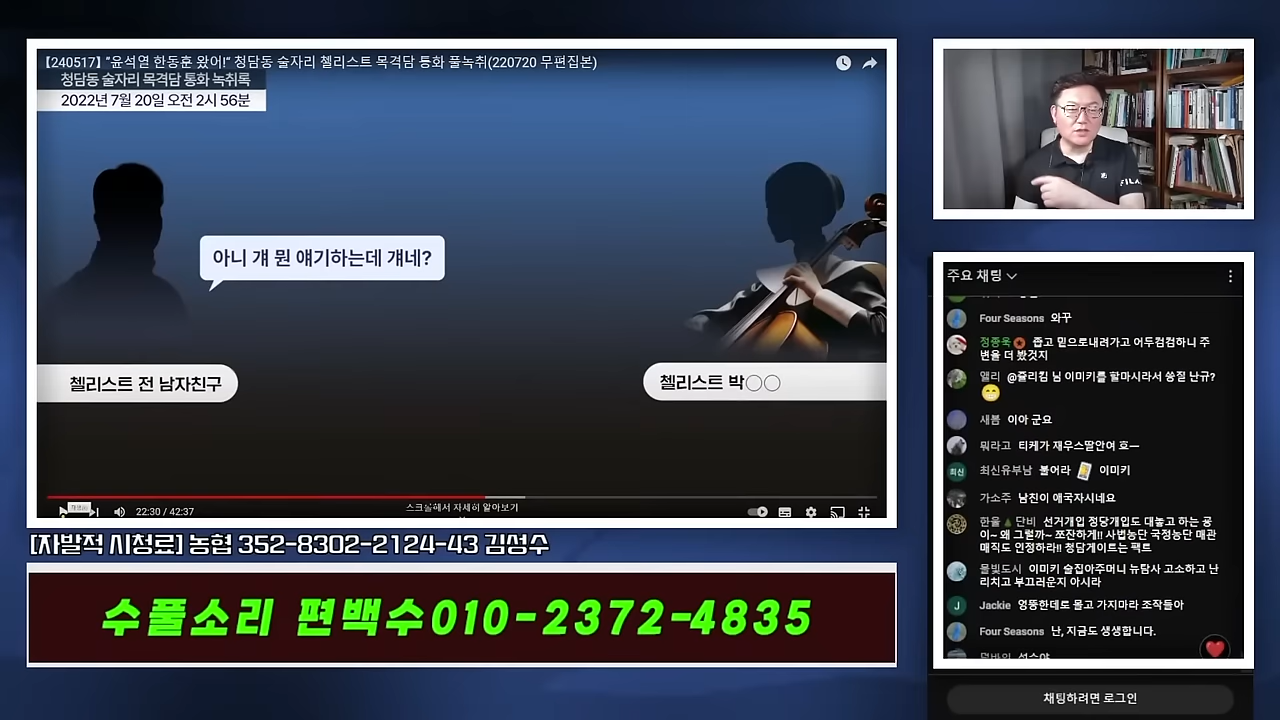 【240517】 "윤석열 한동훈 왔어!" 청담동 술자리 첼리스트 목격담 통화 풀녹취(220720 무편집본)
청담동 술자리 목격담 통화 녹취록
2022년 7월 20일 오전 2시 56분
아니 걔 뭔 얘기하는데 걔네?
첼리스트 전 남자친구
첼리스트 박○○
22:30 / 42:37
스크롤해서 자세히 알아보기
[자발적 시청료] 농협 352-8302-2124-43 김성수
수풀소리 편백수010-2372-4835
FILA
주요 채팅
Four Seasons 와꾸
정종욱 좁고 밑으로내려가고 어두컴컴하니 주
변을 더 봤것지
앨리 @쥴리킴 님 이미키를 할마시라서 쏭질 난규?
새봄 이아 군요
뭐라고 티케가 재우스딸안여 흐ㅡ
최신
최신유부남 불어라 이미키
가소주 남친이 애국자시네요
한울 단비 선거개입 정당개입도 대놓고 하는 공
이~ 왜 그럴까~ 쪼잔하게!! 사법농단 국정농단 매관
매직도 인정하라!! 청담게이트는 팩트
물빛도시 이미키 술집아주머니 뉴탐사 고소하고 난
리치고 부끄러운지 아시라
J
Jackie 엉뚱한데로 몰고 가지마라 조작들아
Four Seasons 난, 지금도 생생합니다.
채팅하려면 로그인